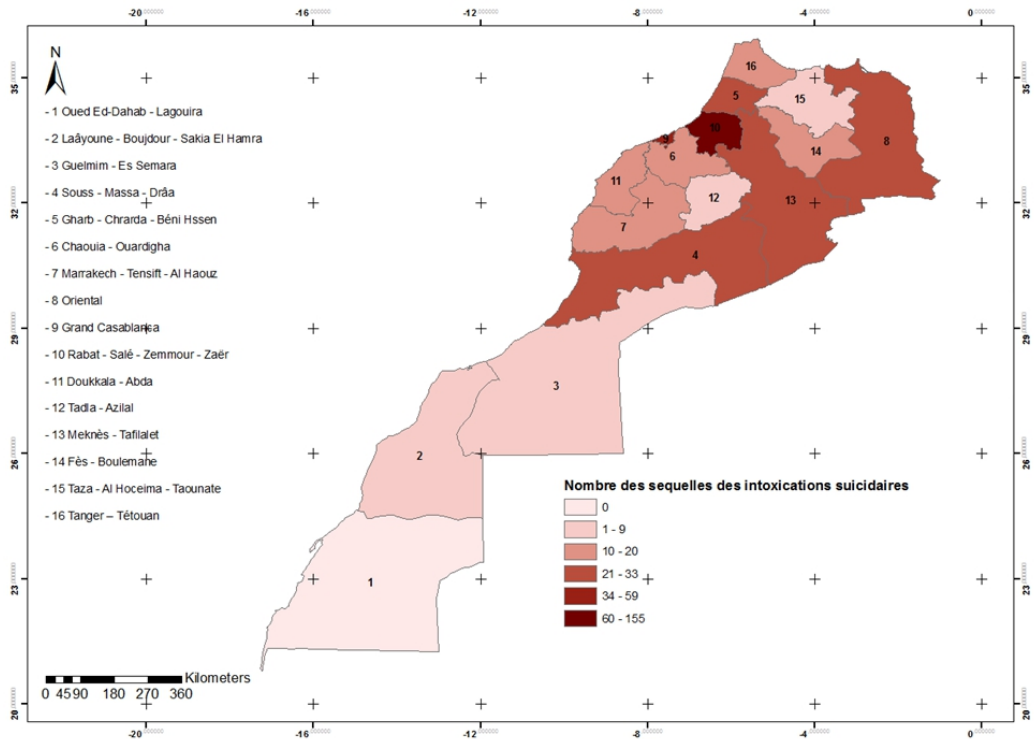 -20 -16 -12 -8 -4 0
N
- 1 Oued Ed-Dahab - Lagouira
- 2 Laâyoune - Boujdour - Sakia El Hamra
- 3 Guelmim - Es Semara
- 4 Souss - Massa - Drâa
- 5 Gharb - Chrarda - Béni Hssen
- 6 Chaouia - Ouardigha
- 7 Marrakech - Tensift - Al Haouz
- 8 Oriental
- 9 Grand Casablanca
- 10 Rabat - Salé - Zemmour - Zaër
- 11 Doukkala - Abda
- 12 Tadla - Azilal
- 13 Meknès - Tafilalet
- 14 Fès - Boulemane
- 15 Taza - Al Hoceima - Taounate
- 16 Tanger – Tétouan
35
32
29
26
23
20
16
15
5
10
9
8
14
6
11
12
13
7
4
3
2
1
Nombre des sequelles des intoxications suicidaires
0
1 - 9
10 - 20
21 - 33
34 - 59
60 - 155
Kilometers
0 45 90 180 270 360
35
32
29
26
23
20
-20 -16 -12 -8 -4 0